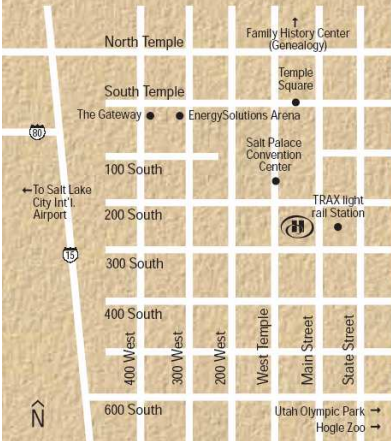 ↑
Family History Center
(Genealogy)
North Temple
Temple
Square
South Temple
The Gateway
EnergySolutions Arena
80
Salt Palace
Convention
Center
100 South
←To Salt Lake
City Int'l.
Airport
TRAX light
rail Station
200 South
H
15
300 South
400 South
400 West
300 West
200 West
West Temple
Main Street
State Street
N
600 South
Utah Olympic Park →
Hogle Zoo →